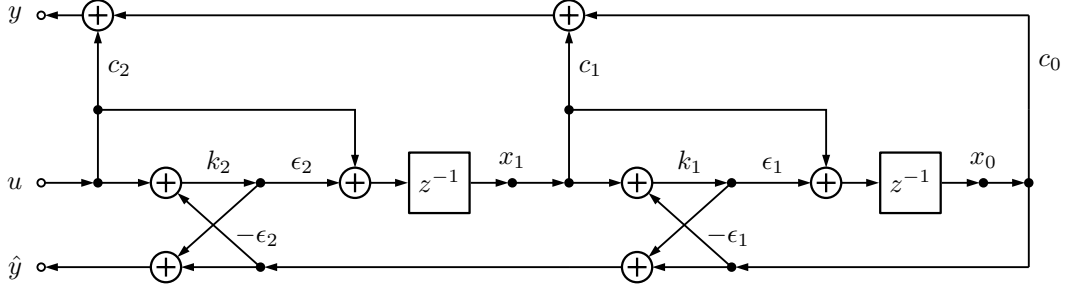 y
c₂ c₁ c₀
k₂ ϵ₂ x₁ k₁ ϵ₁ x₀
u z⁻¹ z⁻¹
−ϵ₂ −ϵ₁
ŷ